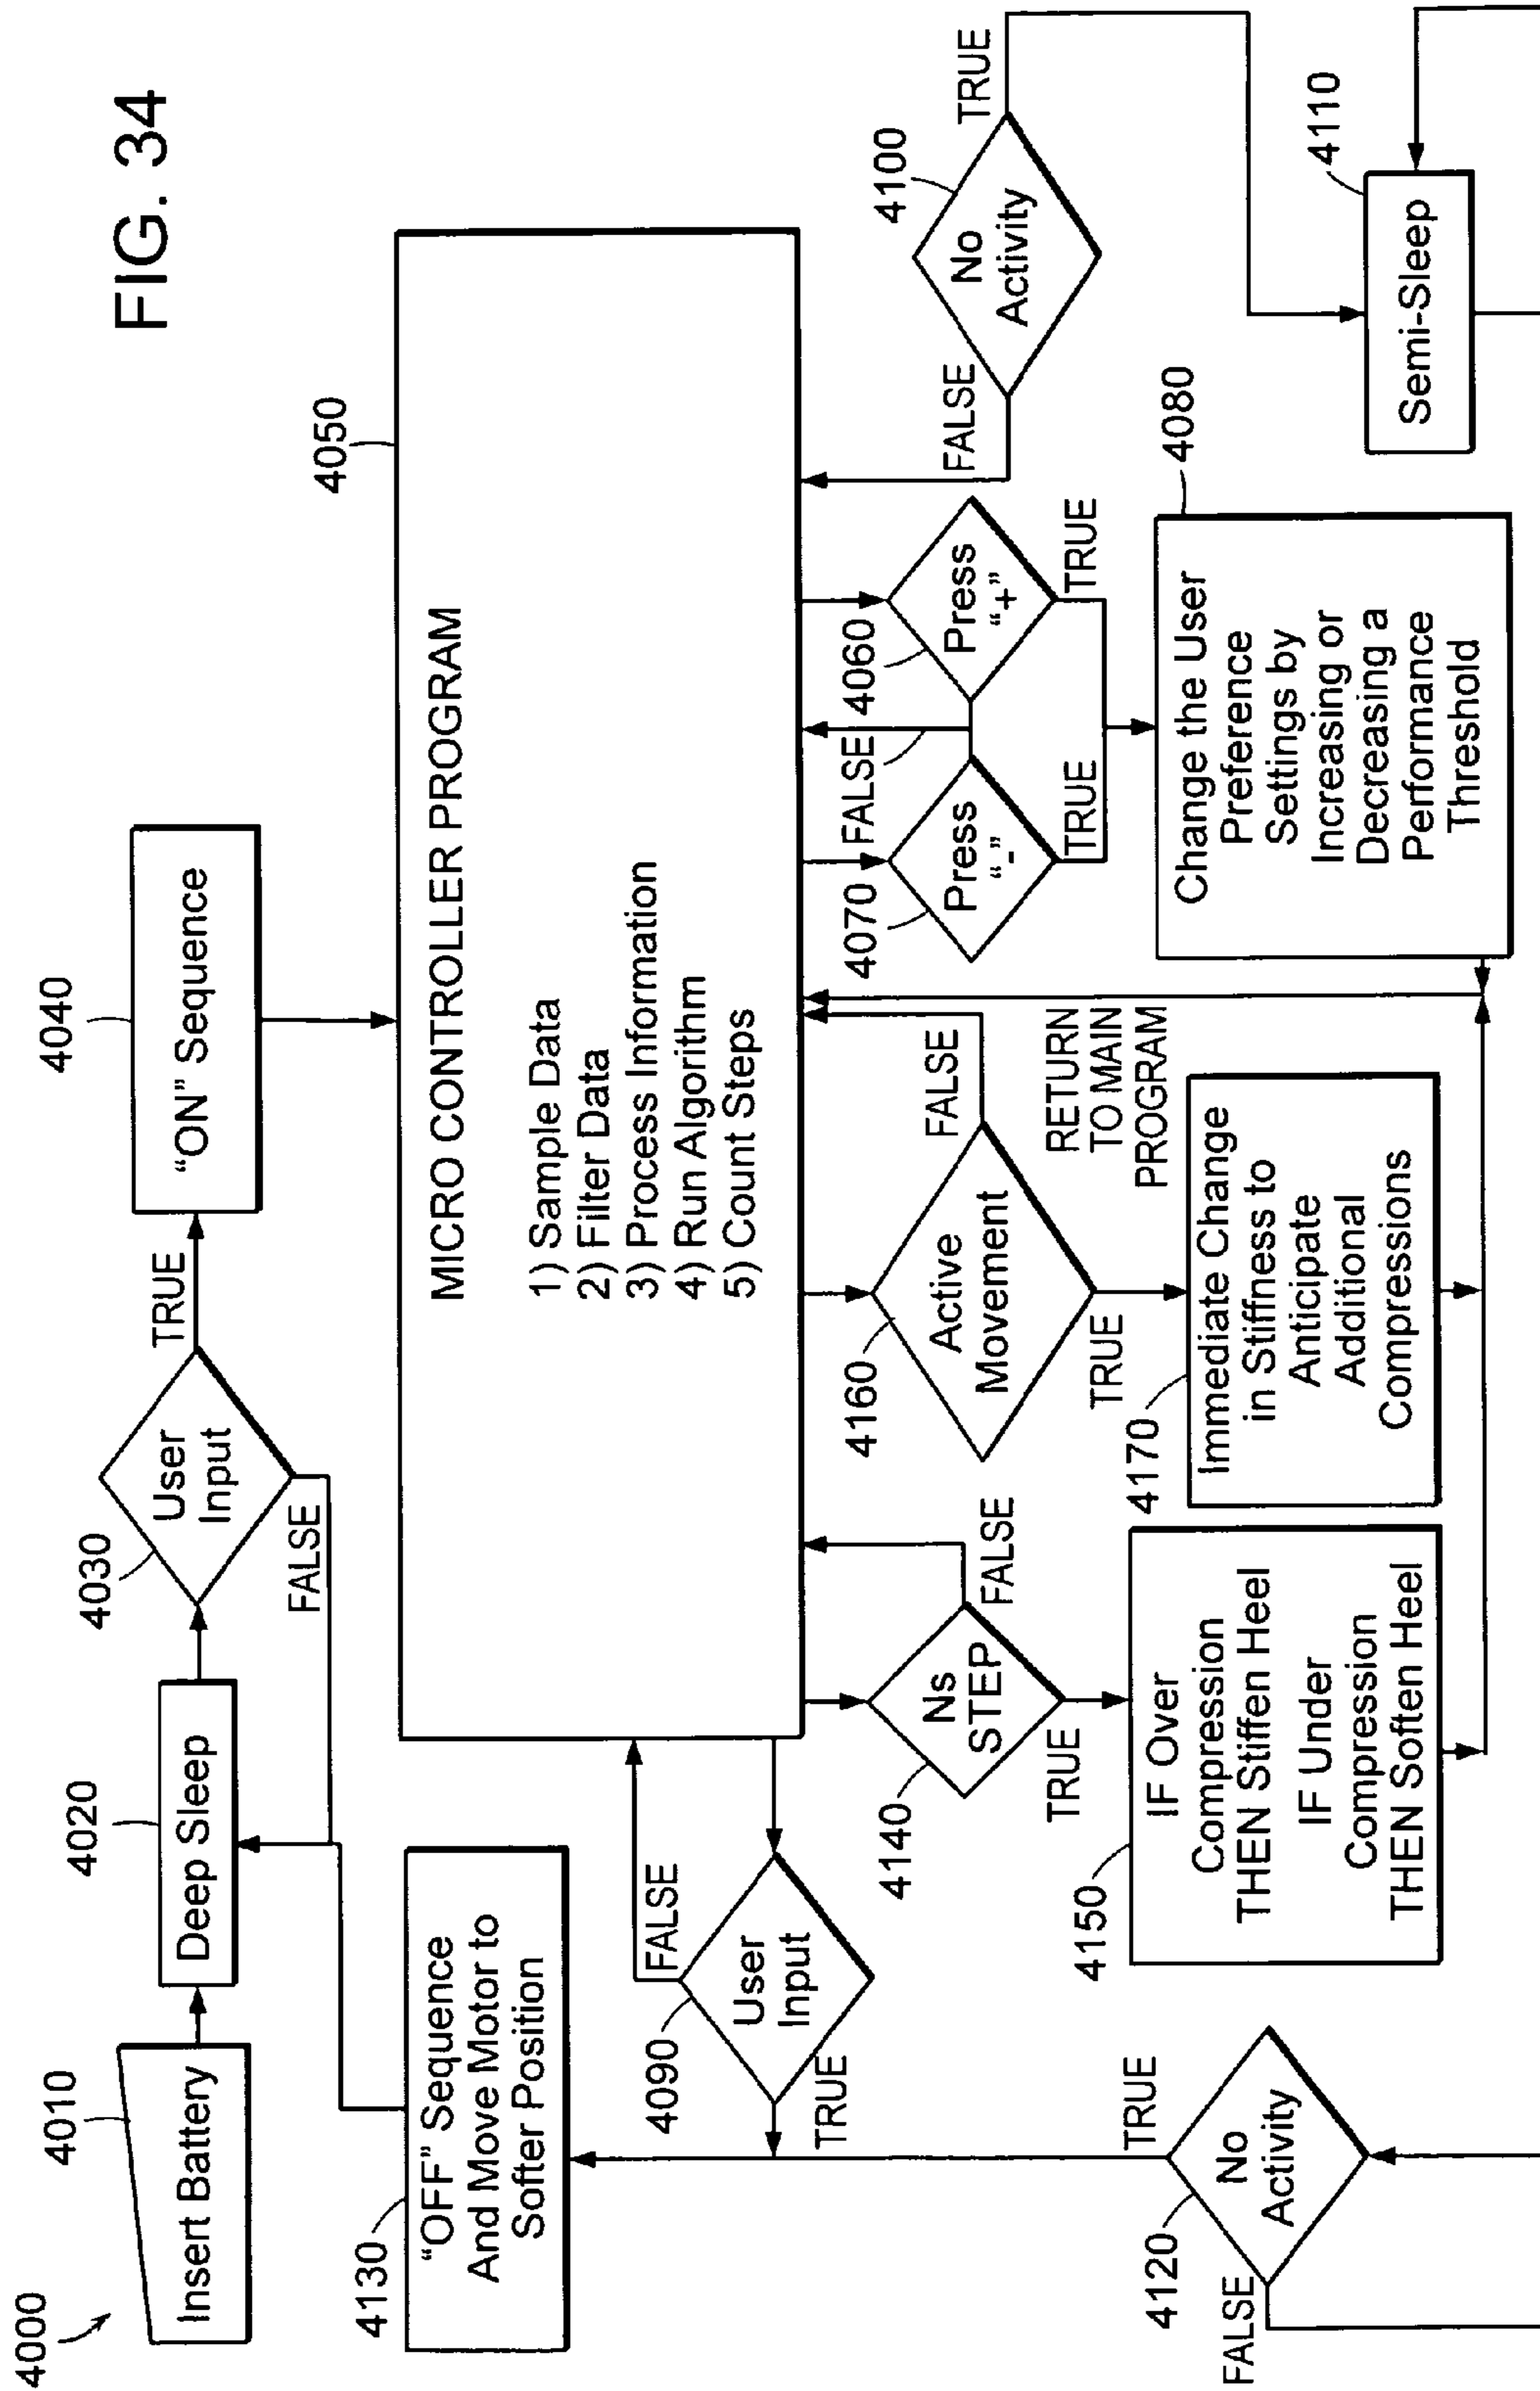 FIG. 34
4000
4010
Insert Battery
4020
Deep Sleep
4030
User
Input
TRUE
FALSE
4040
“ON” Sequence
4050
MICRO CONTROLLER PROGRAM
1) Sample Data
2) Filter Data
3) Process Information
4) Run Algorithm
5) Count Steps
4130
“OFF” Sequence
And Move Motor to
Softer Position
4090
User
Input
FALSE
TRUE
4140
Ns
STEP
FALSE
TRUE
4150
IF Over
Compression
THEN Stiffen Heel
IF Under
Compression
THEN Soften Heel
4160
Active
Movement
FALSE
TRUE
4170
Immediate Change
in Stiffness to
Anticipate
Additional
Compressions
RETURN
TO MAIN
PROGRAM
4070
Press
“-”
FALSE
TRUE
4060
Press
“+”
TRUE
4080
Change the User
Preference
Settings by
Increasing or
Decreasing a
Performance
Threshold
4100
No
Activity
FALSE
TRUE
4110
Semi-Sleep
4120
No
Activity
TRUE
FALSE